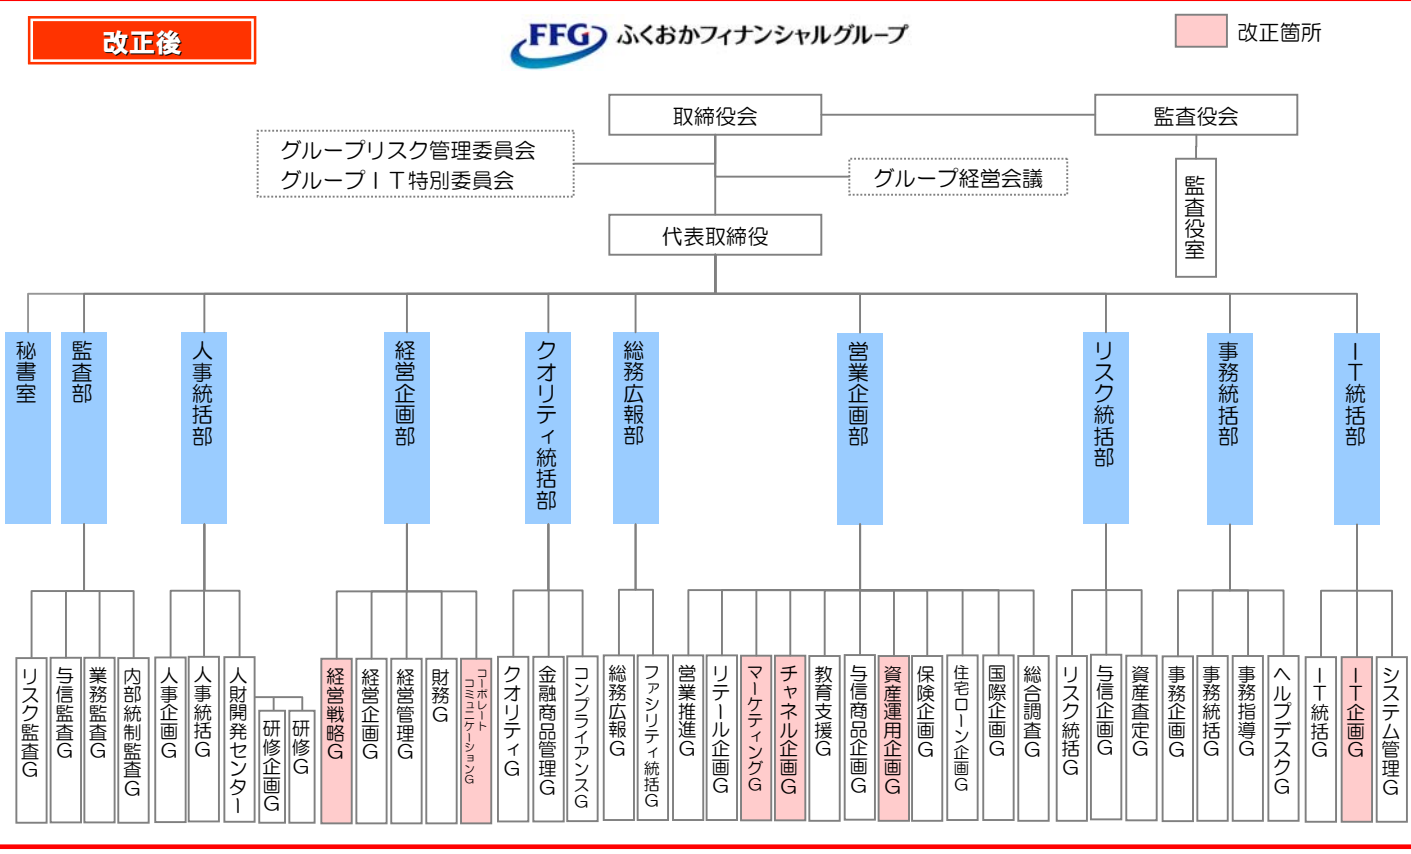 改正後
FFG ふくおかフィナンシャルグループ
改正箇所
取締役会
監査役会
グループリスク管理委員会
グループIT特別委員会
グループ経営会議
監査役室
代表取締役
秘書室
監査部
人事統括部
経営企画部
クオリティ統括部
総務広報部
営業企画部
リスク統括部
事務統括部
IT統括部
リスク監査G
与信監査G
業務監査G
内部統制監査G
人事企画G
人事統括G
人財開発センター
研修企画G
研修G
経営戦略G
経営企画G
経営管理G
財務G
コーポレート
コミュニケーションG
クオリティG
金融商品管理G
コンプライアンスG
総務広報G
ファシリティ統括G
営業推進G
リテール企画G
マーケティングG
チャネル企画G
教育支援G
与信商品企画G
資産運用企画G
保険企画G
住宅ローン企画G
国際企画G
総合調査G
リスク統括G
与信企画G
資産査定G
事務企画G
事務統括G
事務指導G
ヘルプデスクG
IT統括G
IT企画G
システム管理G